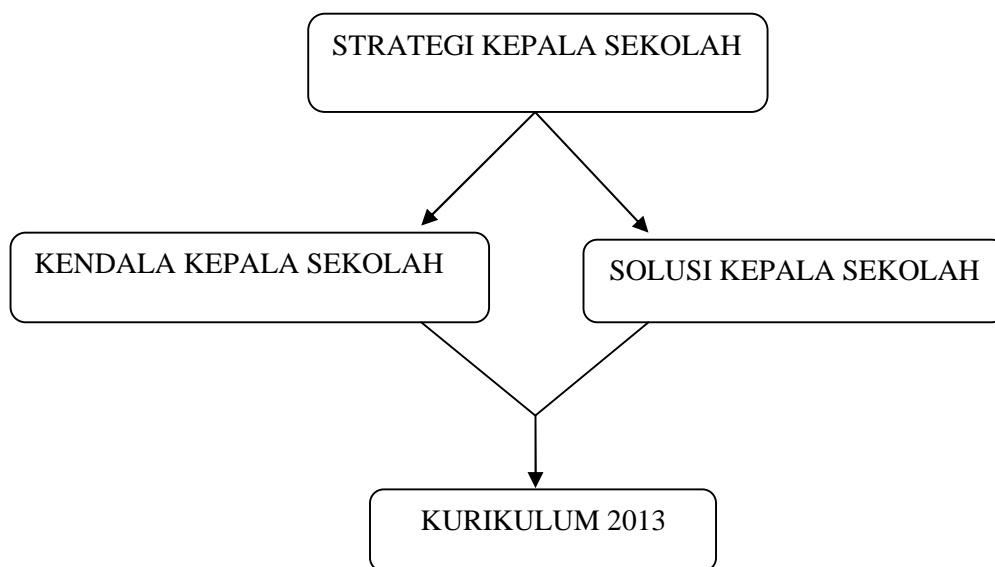 STRATEGI KEPALA SEKOLAH
KENDALA KEPALA SEKOLAH
SOLUSI KEPALA SEKOLAH
KURIKULUM 2013